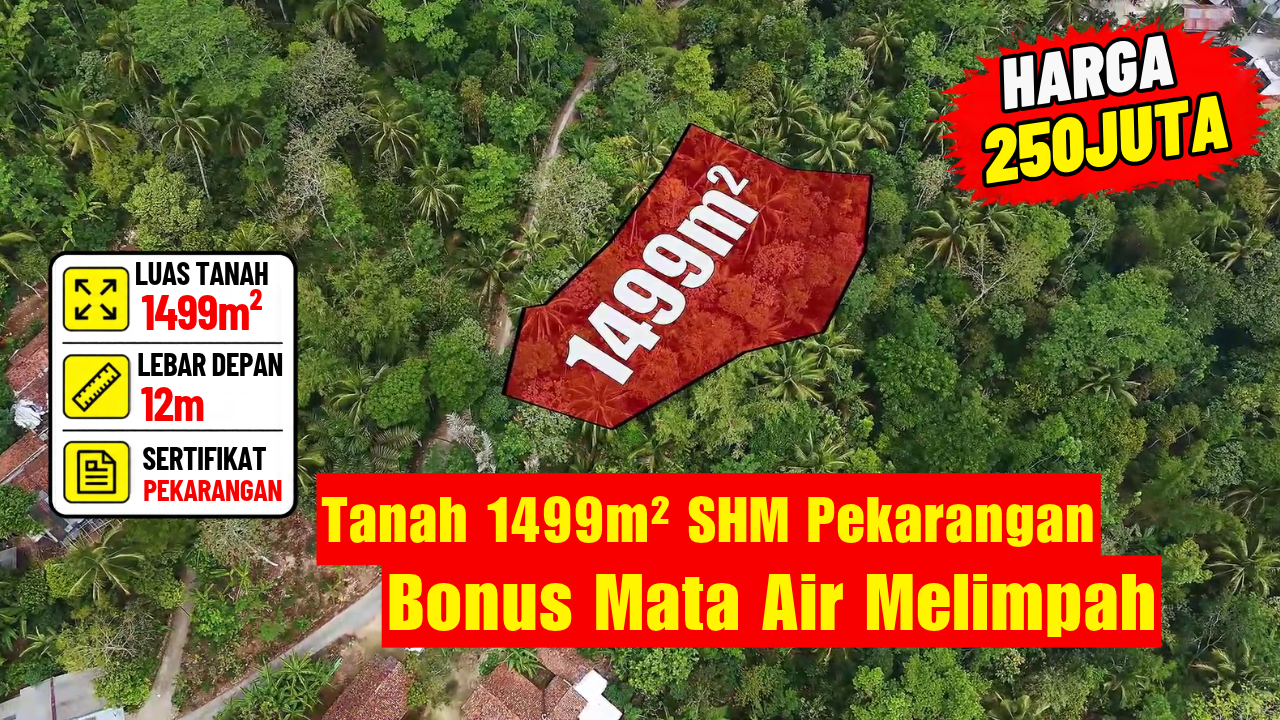 HARGA
250JUTA
1499m²
LUAS TANAH
1499m²
LEBAR DEPAN
12m
SERTIFIKAT
PEKARANGAN
Tanah 1499m² SHM Pekarangan
Bonus Mata Air Melimpah